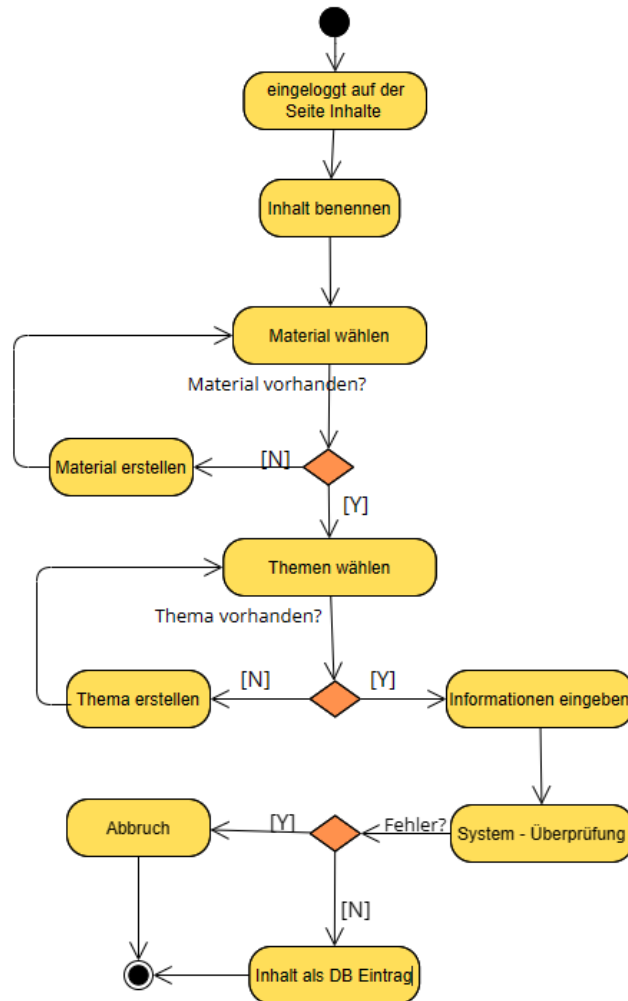 eingeloggt auf der
Seite Inhalte
Inhalt benennen
Material wählen
Material vorhanden?
Material erstellen
[N]
[Y]
Themen wählen
Thema vorhanden?
Thema erstellen
[N]
[Y]
Informationen eingeben
Abbruch
[Y]
Fehler?
System - Überprüfung
[N]
Inhalt als DB Eintrag